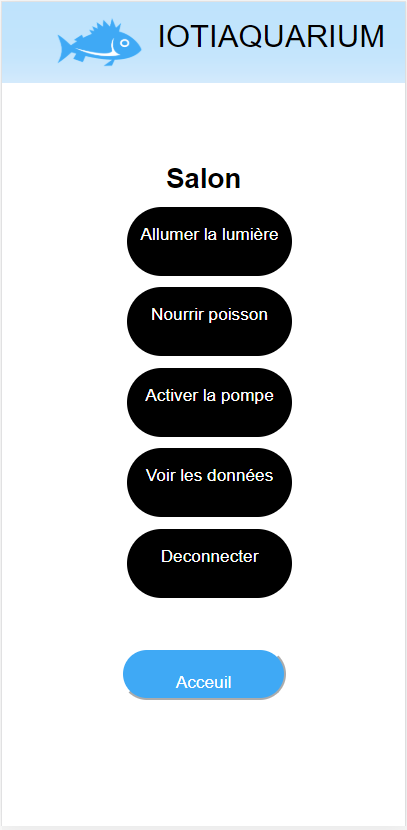 IOTIAQUARIUM
Salon
Allumer la lumière
Nourrir poisson
Activer la pompe
Voir les données
Deconnecter
Acceuil